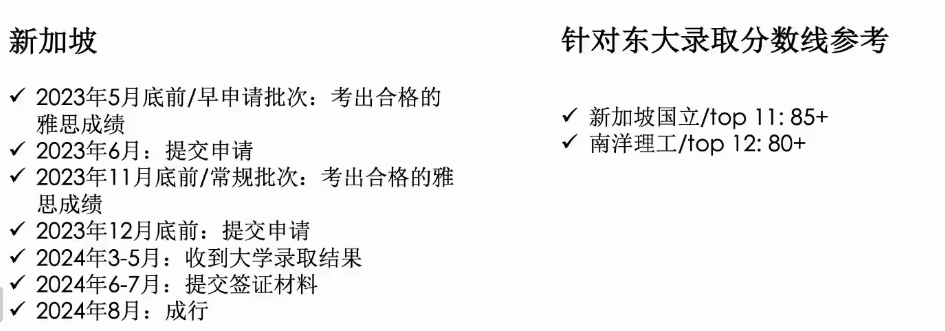 新加坡
✓ 2023年5月底前/早申请批次：考出合格的
雅思成绩
✓ 2023年6月：提交申请
✓ 2023年11月底前/常规批次：考出合格的雅
思成绩
✓ 2023年12月底前：提交申请
✓ 2024年3-5月：收到大学录取结果
✓ 2024年6-7月：提交签证材料
✓ 2024年8月：成行
针对东大录取分数线参考
✓ 新加坡国立/top 11: 85+
✓ 南洋理工/top 12: 80+